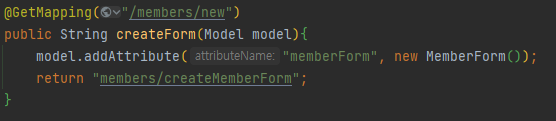 @GetMapping("/members/new")
public String createForm(Model model){
model.addAttribute( attributeName: "memberForm", new MemberForm());
return "members/createMemberForm";
}